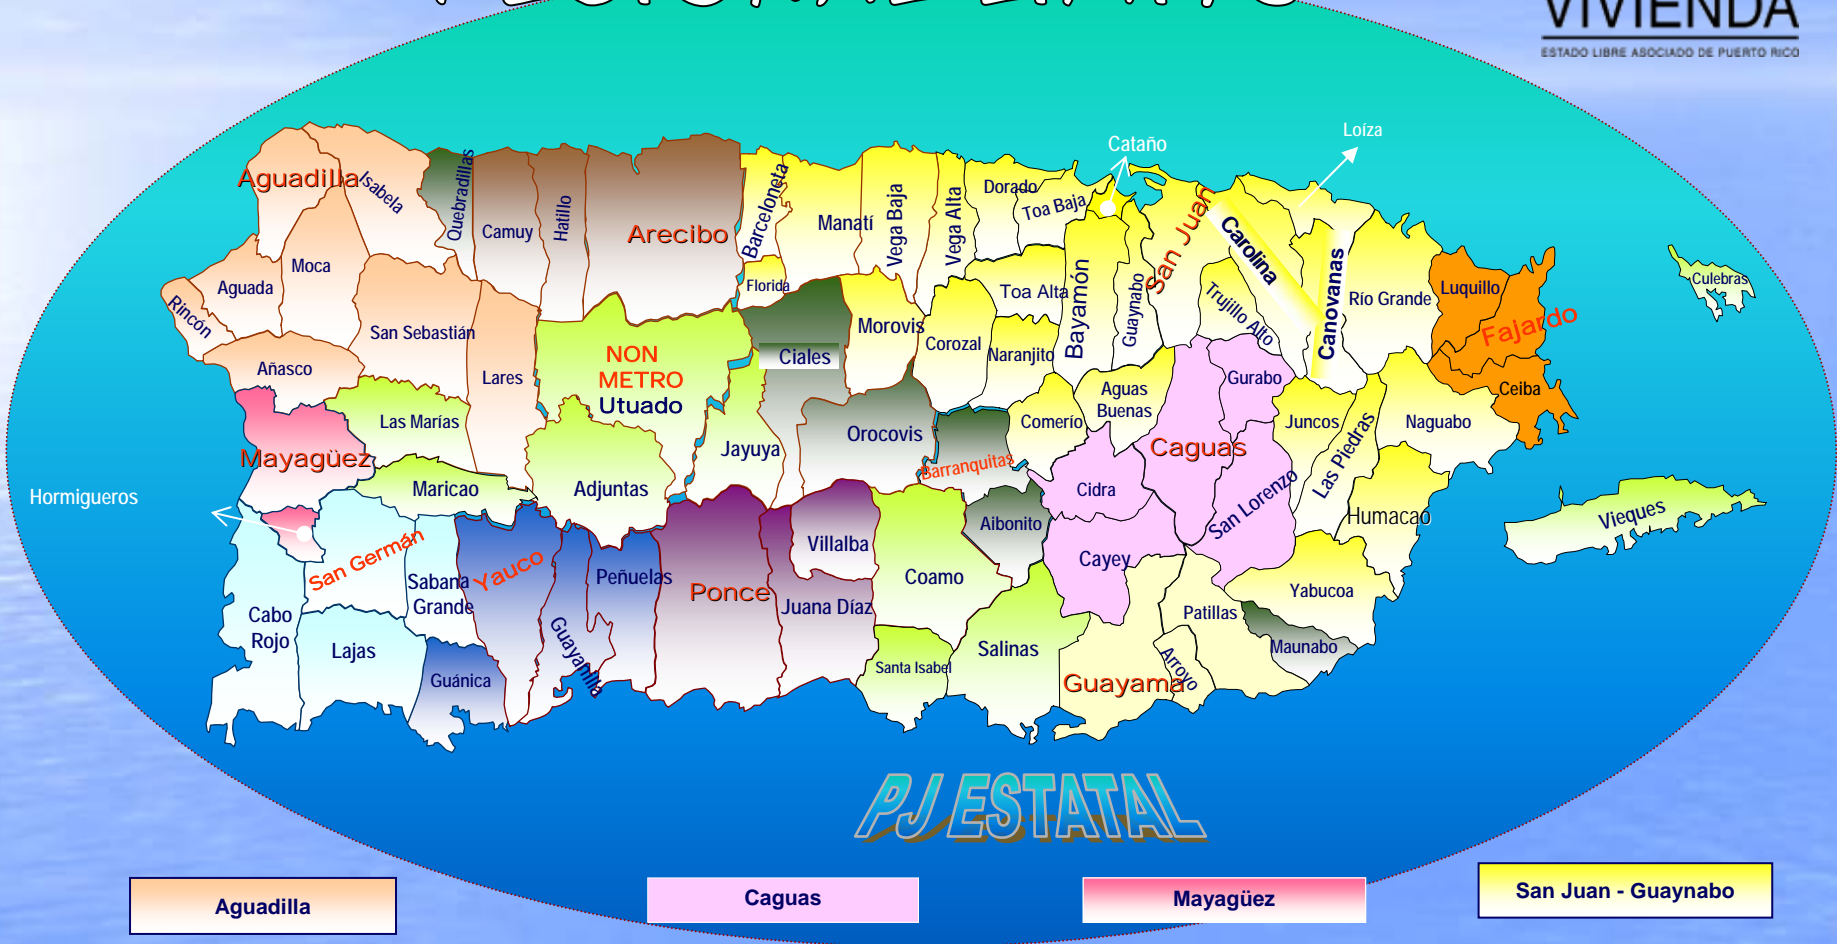 VIVIENDA
ESTADO LIBRE ASOCIADO DE PUERTO RICO
Loíza
Cataño
Aguadilla
Isabela
Quebradillas
Camuy
Hatillo
Arecibo
Barceloneta
Manatí
Vega Baja
Vega Alta
Dorado
Toa Baja
San Juan
Carolina
Canovanas
Moca
Aguada
Rincón
San Sebastián
Florida
Toa Alta
Bayamón
Guaynabo
Trujillo Alto
Río Grande
Luquillo
Fajardo
Culebras
Añasco
Lares
NON
METRO
Utuado
Ciales
Morovis
Corozal
Naranjito
Aguas
Buenas
Gurabo
Ceiba
Las Marías
Mayagüez
Jayuya
Orocovis
Comerío
Caguas
Juncos
Las Piedras
Naguabo
Hormigueros
Maricao
Adjuntas
Barranquitas
Cidra
San Lorenzo
Humacao
Vieques
San Germán
Sabana
Grande
Yauco
Peñuelas
Ponce
Villalba
Coamo
Aibonito
Cayey
Yabucoa
Cabo
Rojo
Lajas
Guánica
Guayanilla
Juana Díaz
Santa Isabel
Salinas
Guayama
Arroyo
Patillas
Maunabo
PJ ESTATAL
Aguadilla
Caguas
Mayagüez
San Juan - Guaynabo